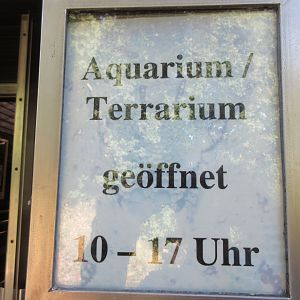 Aquarium /
Terrarium
geöffnet
10 – 17 Uhr